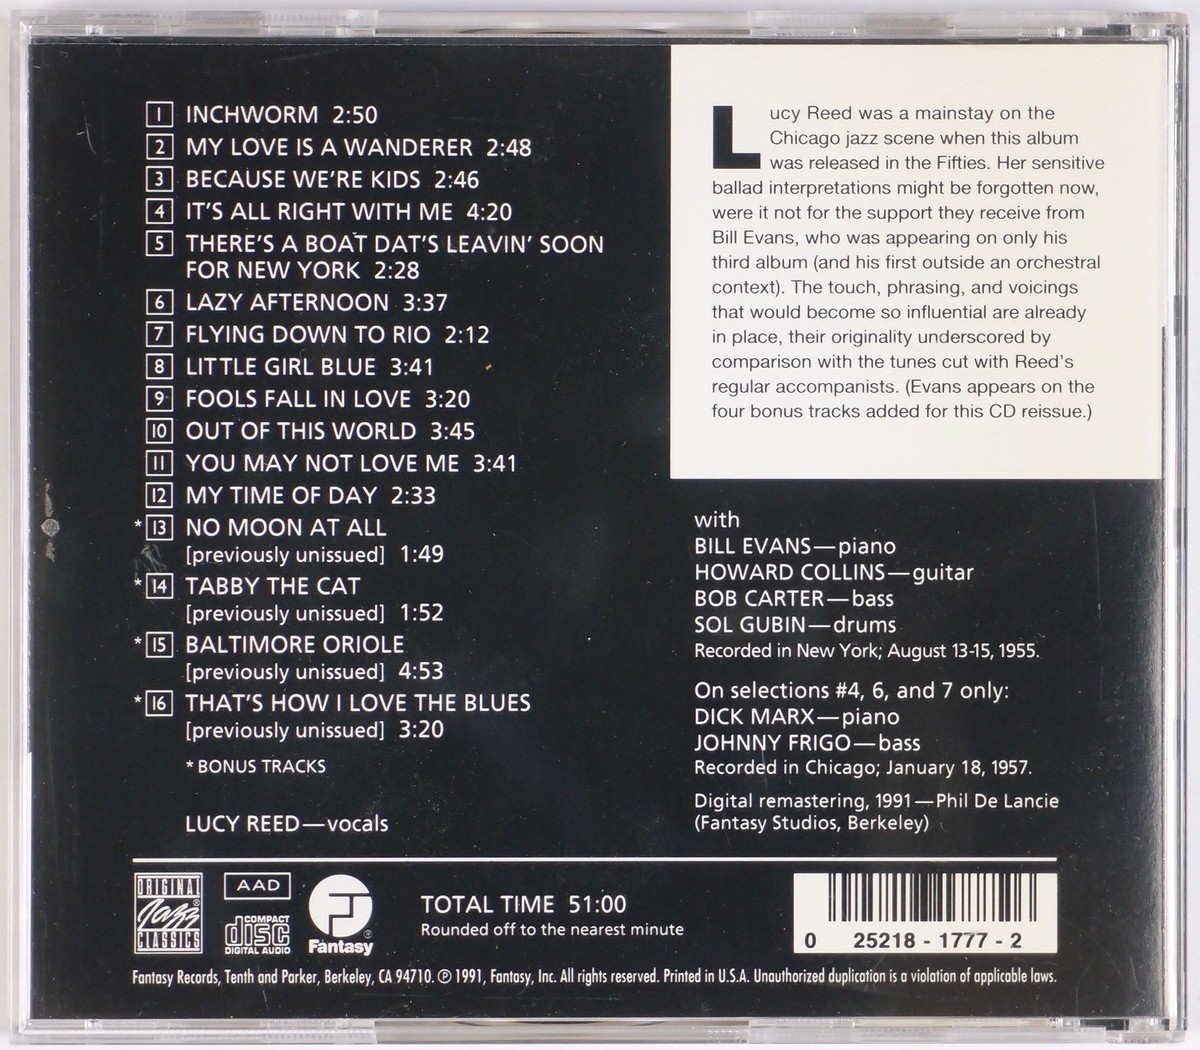 1 INCHWORM 2:50
2 MY LOVE IS A WANDERER 2:48
3 BECAUSE WE'RE KIDS 2:46
4 IT'S ALL RIGHT WITH ME 4:20
5 THERE'S A BOAT DAT'S LEAVIN' SOON
FOR NEW YORK 2:28
6 LAZY AFTERNOON 3:37
7 FLYING DOWN TO RIO 2:12
8 LITTLE GIRL BLUE 3:41
9 FOOLS FALL IN LOVE 3:20
10 OUT OF THIS WORLD 3:45
11 YOU MAY NOT LOVE ME 3:41
12 MY TIME OF DAY 2:33
*13 NO MOON AT ALL
[previously unissued] 1:49
*14 TABBY THE CAT
[previously unissued] 1:52
*15 BALTIMORE ORIOLE
[previously unissued] 4:53
*16 THAT'S HOW I LOVE THE BLUES
[previously unissued] 3:20
* BONUS TRACKS
LUCY REED—vocals
Lucy Reed was a mainstay on the
Chicago jazz scene when this album
was released in the Fifties. Her sensitive
ballad interpretations might be forgotten now,
were it not for the support they receive from
Bill Evans, who was appearing on only his
third album (and his first outside an orchestral
context). The touch, phrasing, and voicings
that would become so influential are already
in place, their originality underscored by
comparison with the tunes cut with Reed's
regular accompanists. (Evans appears on the
four bonus tracks added for this CD reissue.)
with
BILL EVANS—piano
HOWARD COLLINS—guitar
BOB CARTER—bass
SOL GUBIN—drums
Recorded in New York; August 13-15, 1955.
On selections #4, 6, and 7 only:
DICK MARX—piano
JOHNNY FRIGO—bass
Recorded in Chicago; January 18, 1957.
Digital remastering, 1991—Phil De Lancie
(Fantasy Studios, Berkeley)
ORIGINAL
Jazz®
CLASSICS
AAD
COMPACT
disc
DIGITAL AUDIO
F
Fantasy®
TOTAL TIME 51:00
Rounded off to the nearest minute
0 25218 - 1777 - 2
Fantasy Records, Tenth and Parker, Berkeley, CA 94710. ℗ 1991, Fantasy, Inc. All rights reserved. Printed in U.S.A. Unauthorized duplication is a violation of applicable laws.